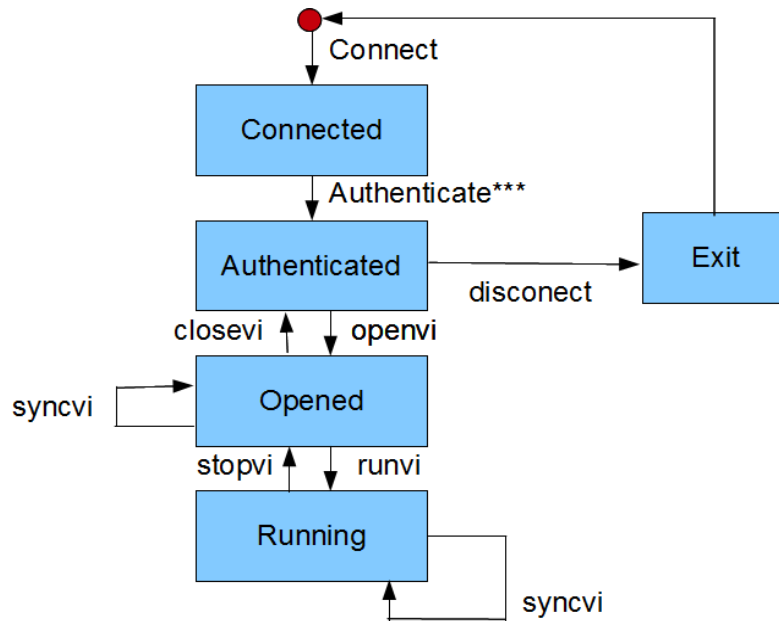 Connect
Connected
Authenticate***
Authenticated
Exit
disconect
closevi
openvi
syncvi
Opened
stopvi
runvi
Running
syncvi